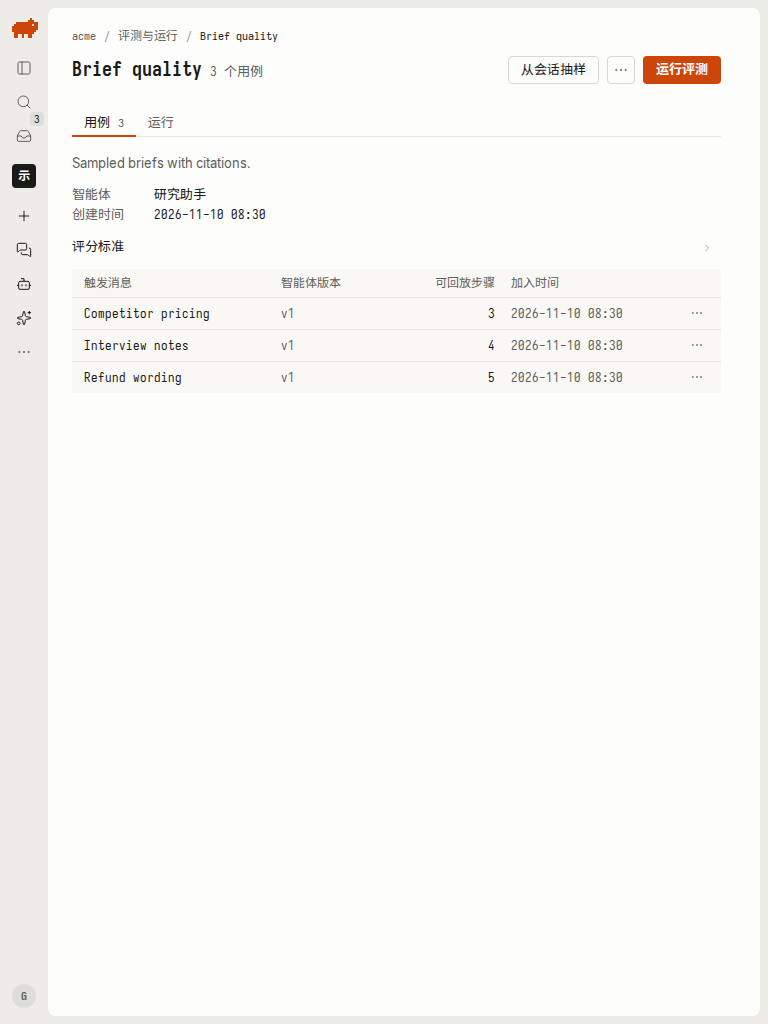 acme / 评测与运行 / Brief quality
Brief quality 3 个用例
从会话抽样
···
运行评测
3
示
用例 3
运行
Sampled briefs with citations.
智能体 研究助手
创建时间 2026-11-10 08:30
评分标准
触发消息 智能体版本 可回放步骤 加入时间
Competitor pricing v1 3 2026-11-10 08:30 ···
Interview notes v1 4 2026-11-10 08:30 ···
Refund wording v1 5 2026-11-10 08:30 ···
G